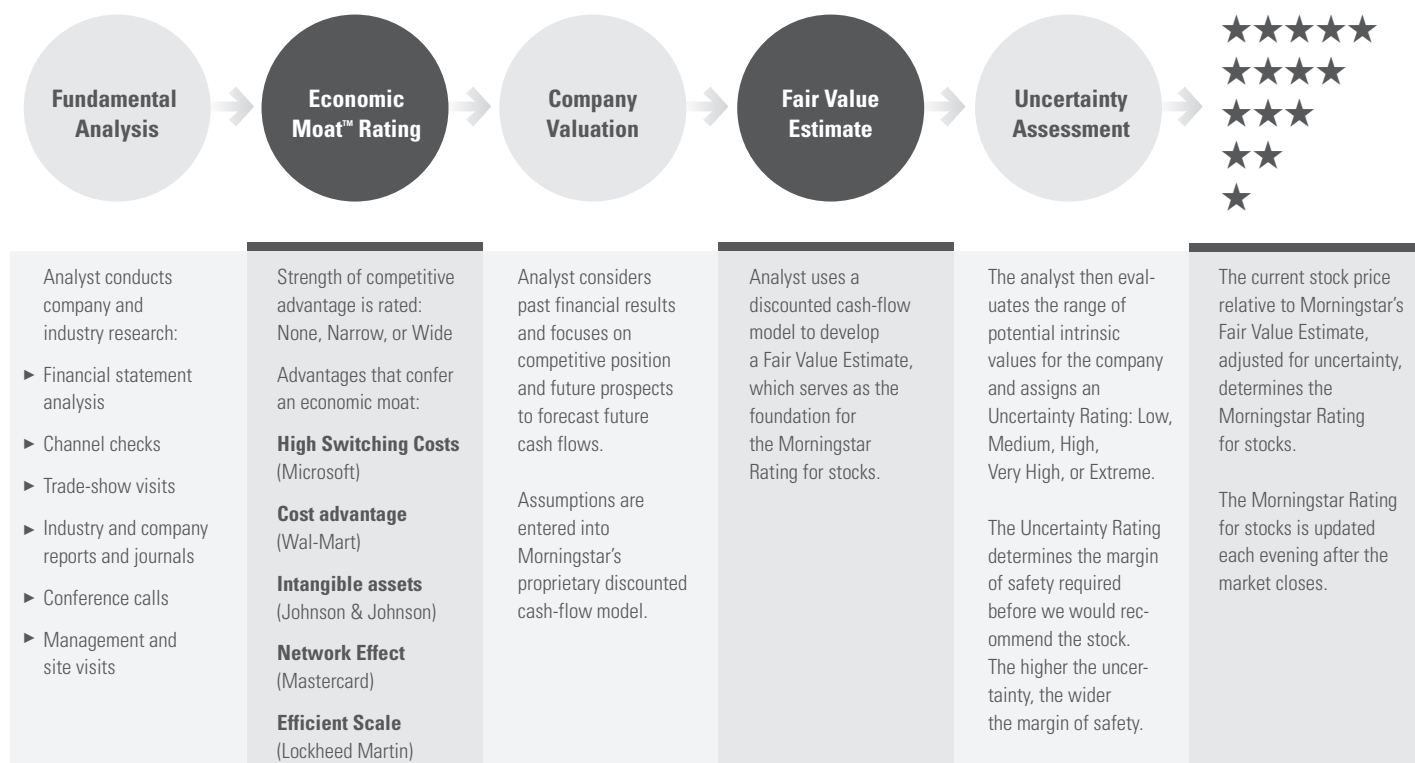 Fundamental
Analysis
Economic
Moat™ Rating
Company
Valuation
Fair Value
Estimate
Uncertainty
Assessment
★★★★★
★★★★
★★★
★★
★
Analyst conducts
company and
industry research:
► Financial statement
analysis
► Channel checks
► Trade-show visits
► Industry and company
reports and journals
► Conference calls
► Management and
site visits
Strength of competitive
advantage is rated:
None, Narrow, or Wide
Advantages that confer
an economic moat:
High Switching Costs
(Microsoft)
Cost advantage
(Wal-Mart)
Intangible assets
(Johnson & Johnson)
Network Effect
(Mastercard)
Efficient Scale
(Lockheed Martin)
Analyst considers
past financial results
and focuses on
competitive position
and future prospects
to forecast future
cash flows.
Assumptions are
entered into
Morningstar’s
proprietary discounted
cash-flow model.
Analyst uses a
discounted cash-flow
model to develop
a Fair Value Estimate,
which serves as the
foundation for
the Morningstar
Rating for stocks.
The analyst then eval-
uates the range of
potential intrinsic
values for the company
and assigns an
Uncertainty Rating: Low,
Medium, High,
Very High, or Extreme.
The Uncertainty Rating
determines the margin
of safety required
before we would rec-
ommend the stock.
The higher the uncer-
tainty, the wider
the margin of safety.
The current stock price
relative to Morningstar’s
Fair Value Estimate,
adjusted for uncertainty,
determines the
Morningstar Rating
for stocks.
The Morningstar Rating
for stocks is updated
each evening after the
market closes.